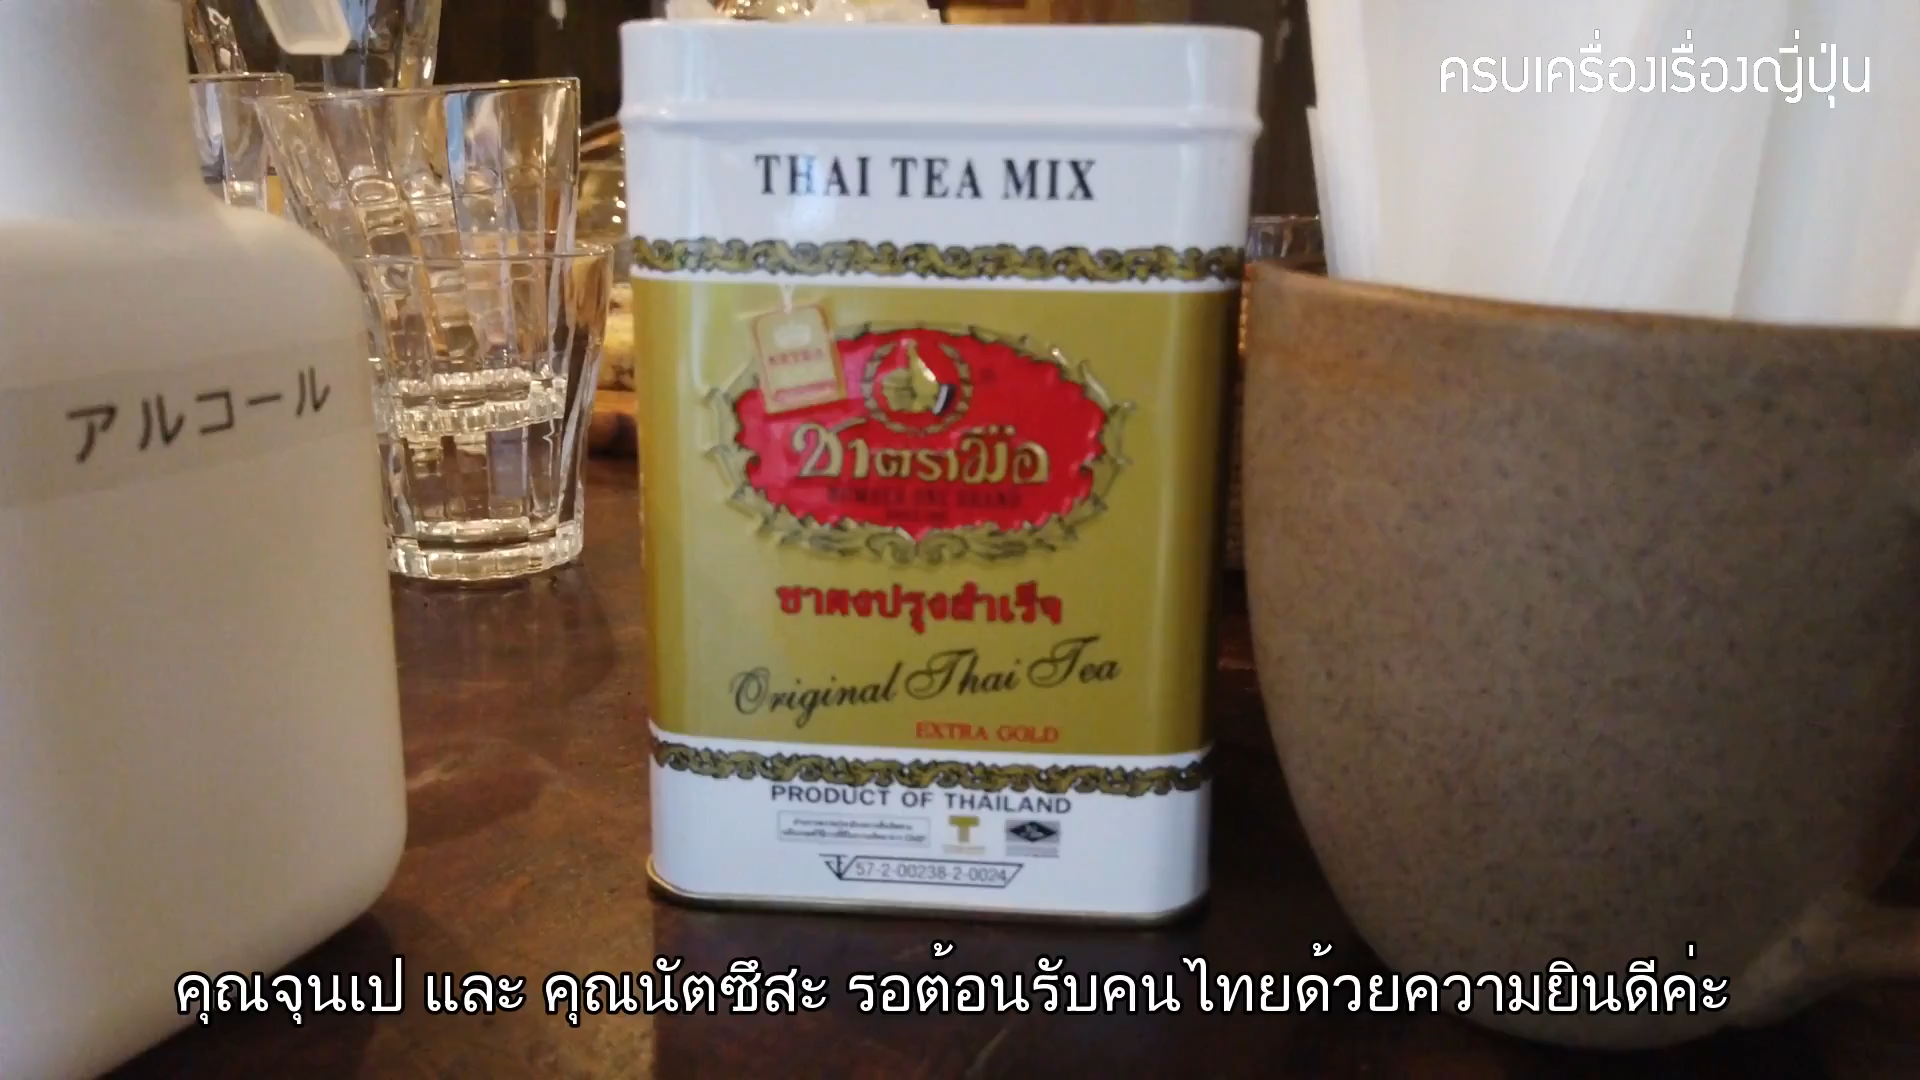 ครบเครื่องเรื่องญี่ปุ่น
THAI TEA MIX
アルコール
EXTRA
ชาตรามือ
NUMBER ONE BRAND
ชาผงปรุงสำเร็จ
Original Thai Tea
EXTRA GOLD
PRODUCT OF THAILAND
57-2-00238-2-0024
คุณจุนเป และ คุณนัตซึสะ รอต้อนรับคนไทยด้วยความยินดีค่ะ